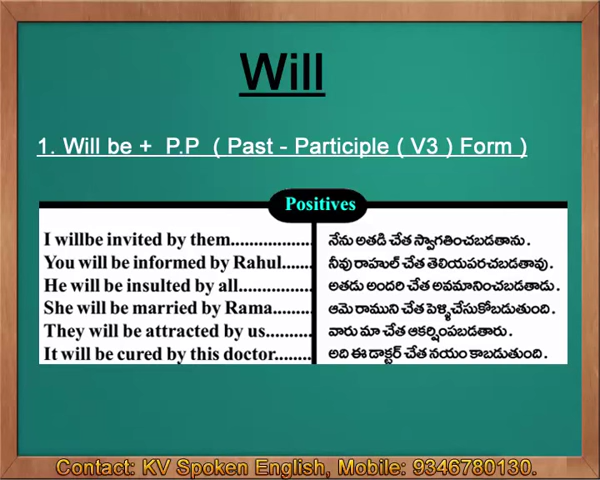 Will
1. Will be + P.P ( Past - Participle ( V3 ) Form )
Positives
I willbe invited by them.................. నేను అతడి చేత స్వాగతించబడతాను.
You will be informed by Rahul....... నీవు రాహుల్ చేత తెలియపరచబడతావు.
He will be insulted by all................. అతడు అందరి చేత అవమానించబడతాడు.
She will be married by Rama......... ఆమె రాముని చేత పెళ్ళిచేసుకోబడుతుంది.
They will be attracted by us........... వారు మా చేత ఆకర్షింపబడతారు.
It will be cured by this doctor........ అది ఈ డాక్టర్ చేత నయం కాబడుతుంది.
Contact: KV Spoken English, Mobile: 9346780130.